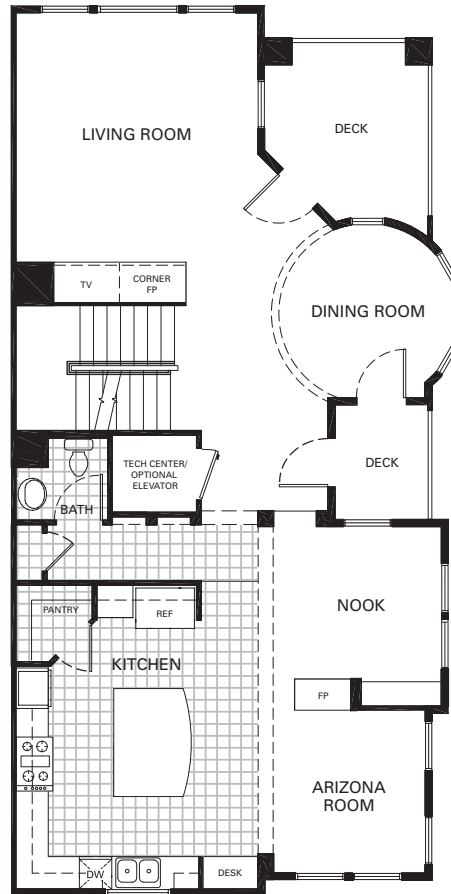 LIVING ROOM
DECK
TV
CORNER
FP
DINING ROOM
TECH CENTER/
OPTIONAL
ELEVATOR
DECK
BATH
PANTRY
REF
NOOK
KITCHEN
FP
ARIZONA
ROOM
DW
DESK